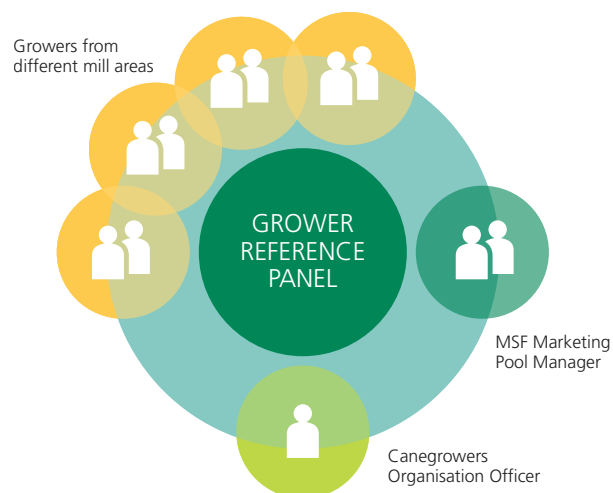 Growers from
different mill areas
GROWER
REFERENCE
PANEL
MSF Marketing
Pool Manager
Canegrowers
Organisation Officer